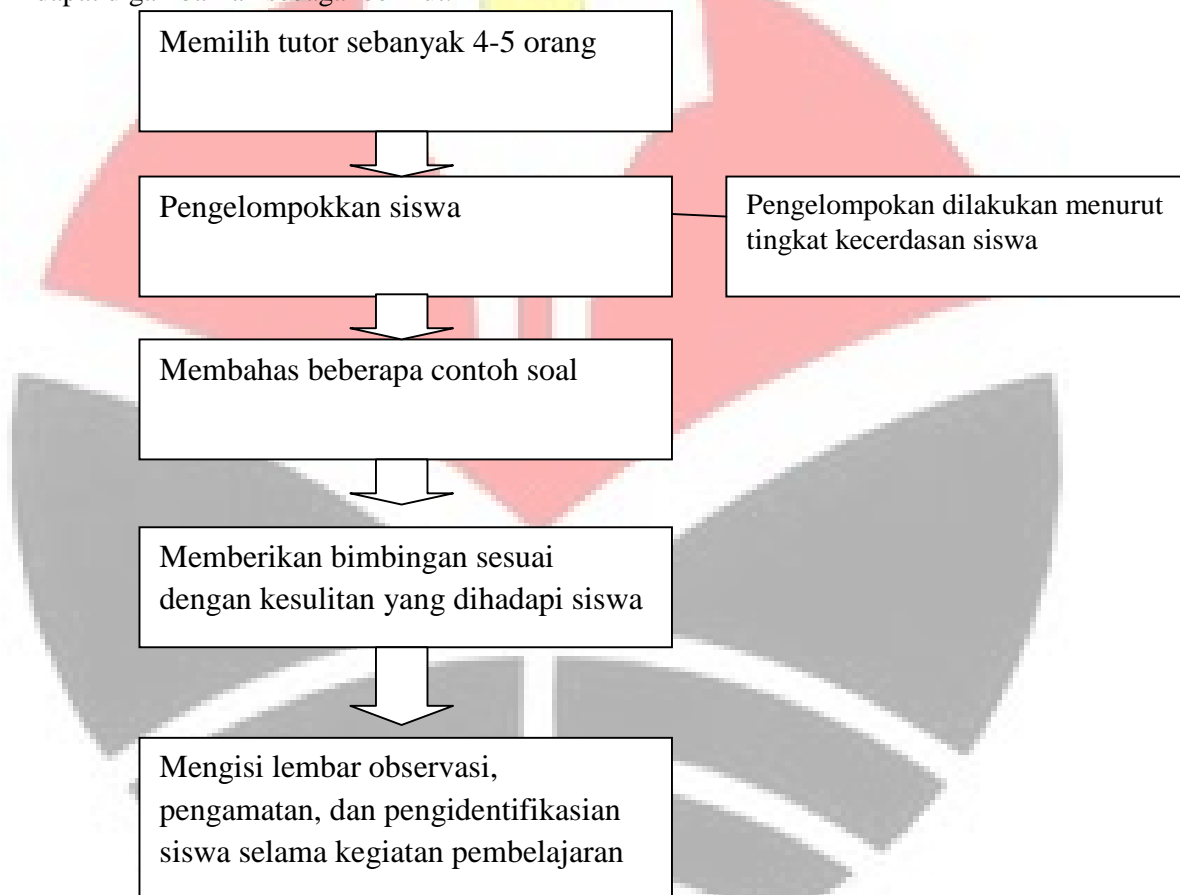 Memilih tutor sebanyak 4-5 orang
Pengelompokkan siswa
Pengelompokan dilakukan menurut
tingkat kecerdasan siswa
Membahas beberapa contoh soal
Memberikan bimbingan sesuai
dengan kesulitan yang dihadapi siswa
Mengisi lembar observasi,
pengamatan, dan pengidentifikasian
siswa selama kegiatan pembelajaran